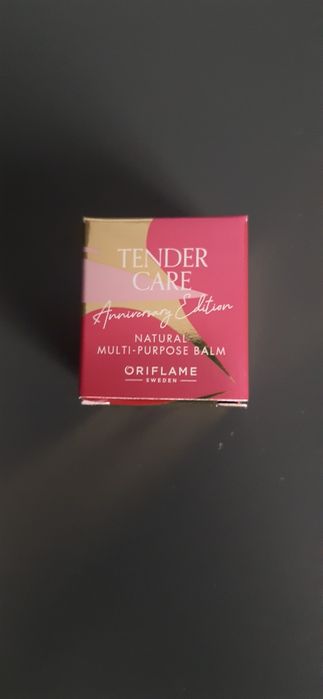 TENDER
CARE
Anniversary Edition
NATURAL
MULTI-PURPOSE BALM
ORIFLAME
SWEDEN